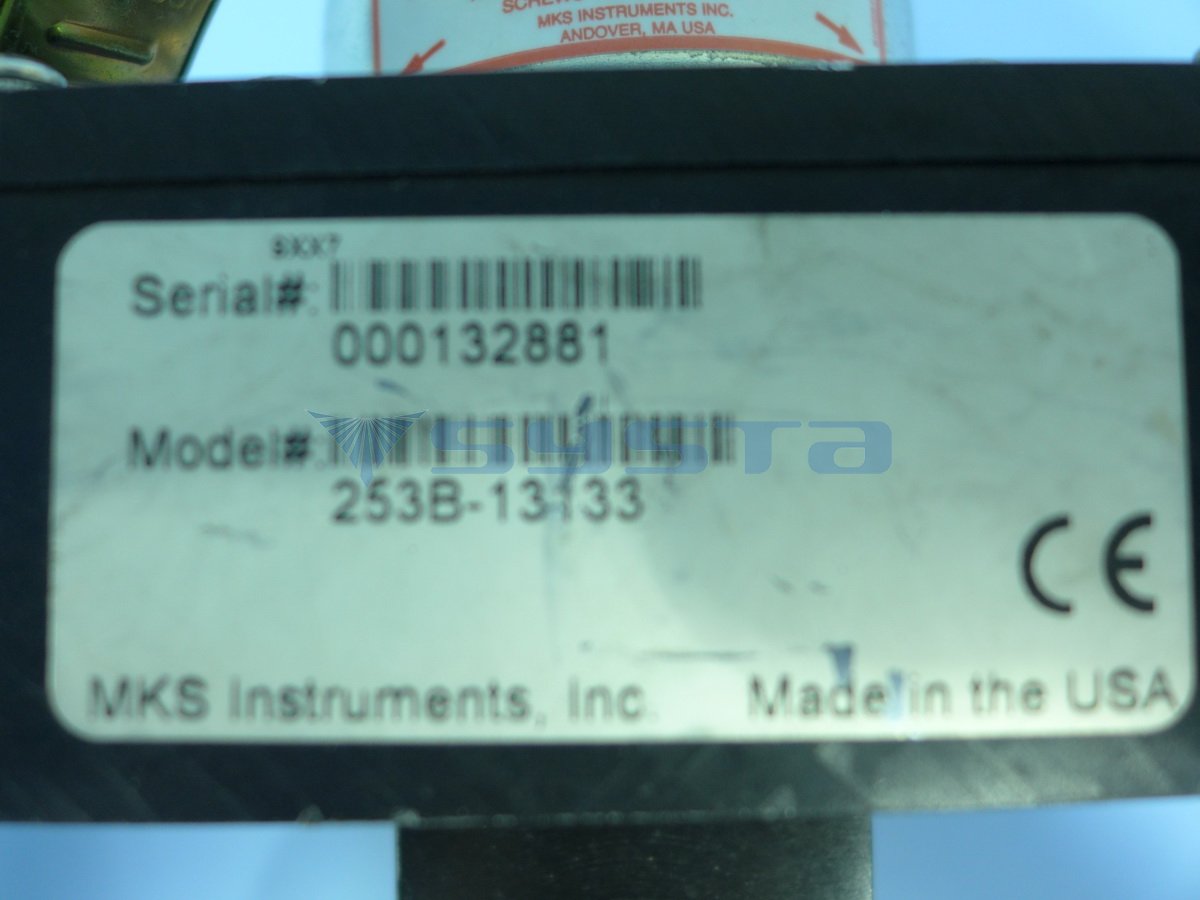 MKS INSTRUMENTS INC.
ANDOVER, MA USA
SXX7
Serial#:
000132881
Model#:
systa
253B-13133
CE
MKS Instruments, Inc.
Made in the USA